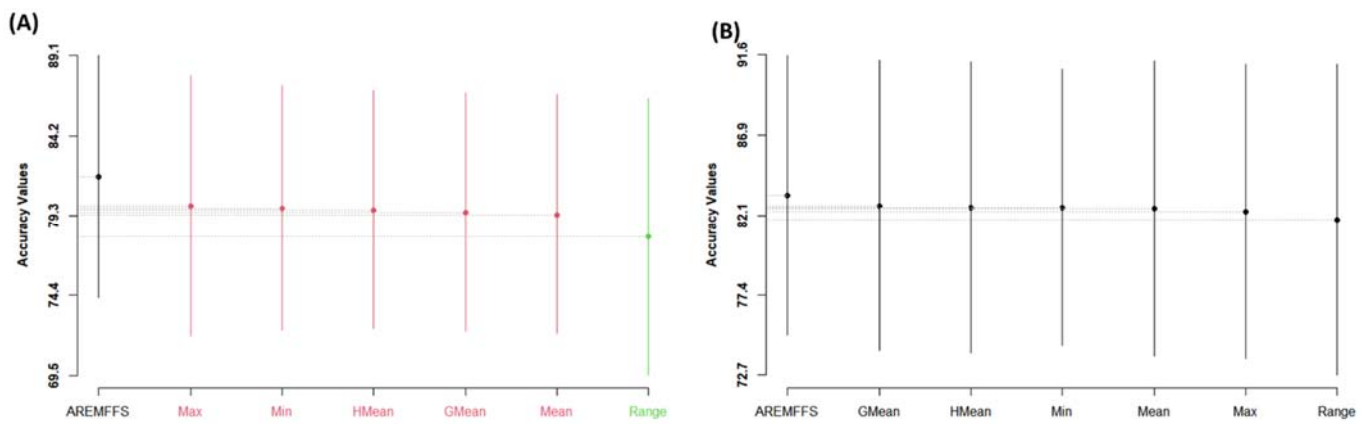 (A)
Accuracy Values
89.1
84.2
79.3
74.4
69.5
AREMFFS Max Min HMean GMean Mean Range
(B)
Accuracy Values
91.6
86.9
82.1
77.4
72.7
AREMFFS GMean HMean Min Mean Max Range